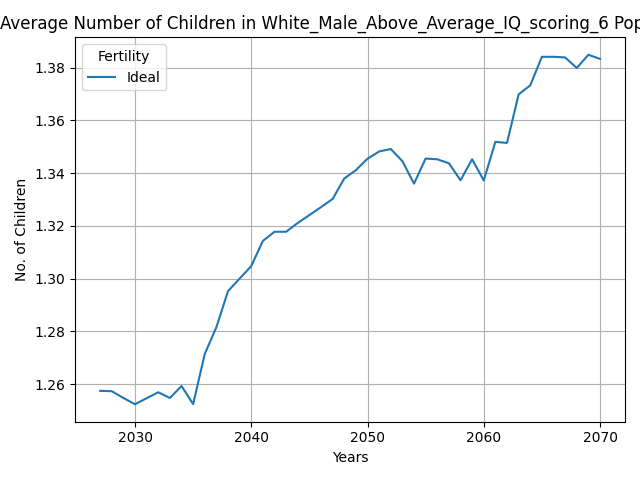 Average Number of Children in White_Male_Above_Average_IQ_scoring_6 Pop
Fertility
Ideal
1.38
1.36
1.34
1.32
1.30
1.28
1.26
No. of Children
2030 2040 2050 2060 2070
Years